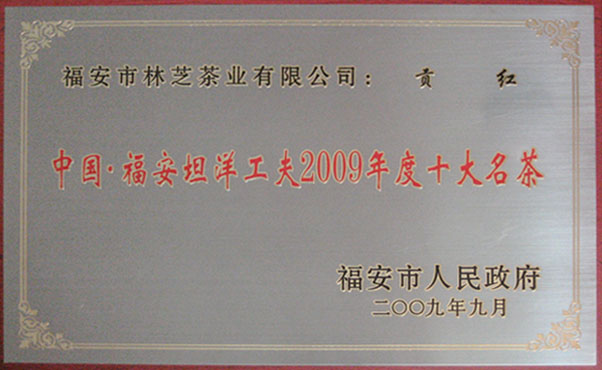 福安市林芝茶业有限公司： 贡 红
中国·福安坦洋工夫2009年度十大名茶
福安市人民政府
二〇〇九年九月